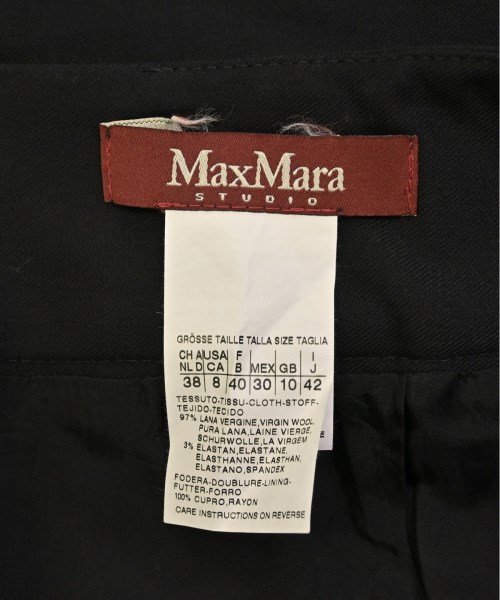 MaxMara
STUDIO
GRÖSSE TAILLE TALLA SIZE TAGLIA
CH A USA F I
NL D CA B MEX GB J
38 8 40 30 10 42
TESSUTO-TISSU-CLOTH-STOFF-
TEJIDO-TECIDO
97% LANA VERGINE,VIRGIN WOOL,
PURA LANA,LAINE VIERGE,
SCHURWOLLE,LA VIRGEM
3% ELASTAN,ELASTANE,
ELASTHANNE,ELASTHAN,
ELASTANO,SPANDEX
FODERA-DOUBLURE-LINING-
FUTTER-FORRO
100% CUPRO,RAYON
CARE INSTRUCTIONS ON REVERSE
E